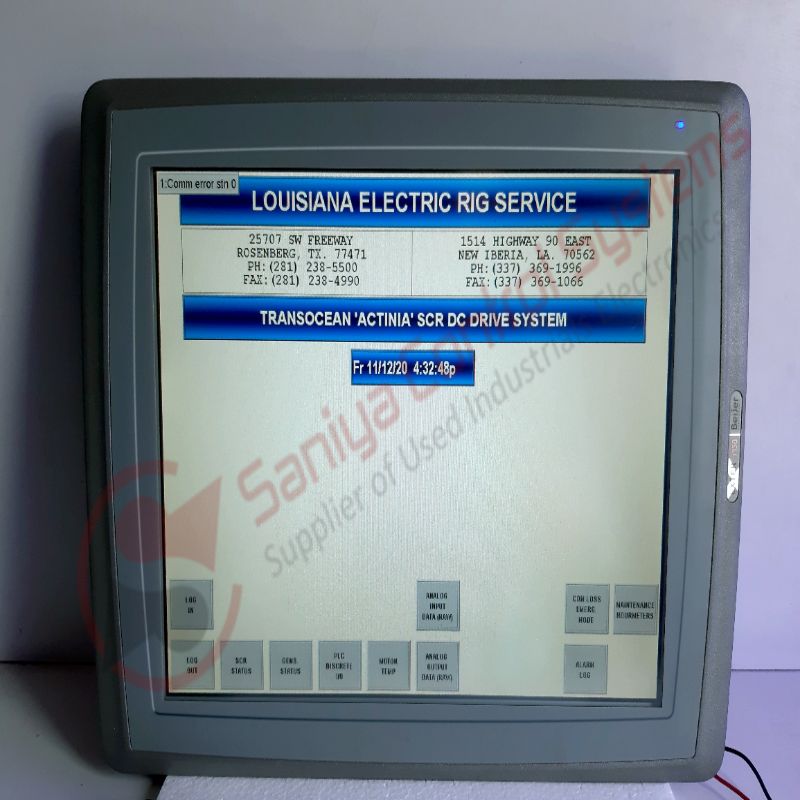 1:Comm error stn 0
LOUISIANA ELECTRIC RIG SERVICE
25707 SW FREEWAY
ROSENBERG, TX. 77471
PH:(281) 238-5500
FAX:(281) 238-4990
1514 HIGHWAY 90 EAST
NEW IBERIA, LA. 70562
PH:(337) 369-1996
FAX:(337) 369-1066
TRANSOCEAN 'ACTINIA' SCR DC DRIVE SYSTEM
Fr 11/12/20 4:32:48p
LOG
IN
ANALOG
INPUT
DATA (RAW)
COM LOSS
EMERG
MODE
MAINTENANCE
HOURMETERS
LOG
OUT
SCR
STATUS
GENS
STATUS
PLC
DISCRETE
I/O
MOTOR
TEMP
ANALOG
OUTPUT
DATA (RAW)
ALARM
LOG
Beijer
Saniya Control Systems
Supplier of Used Industrial Electronics